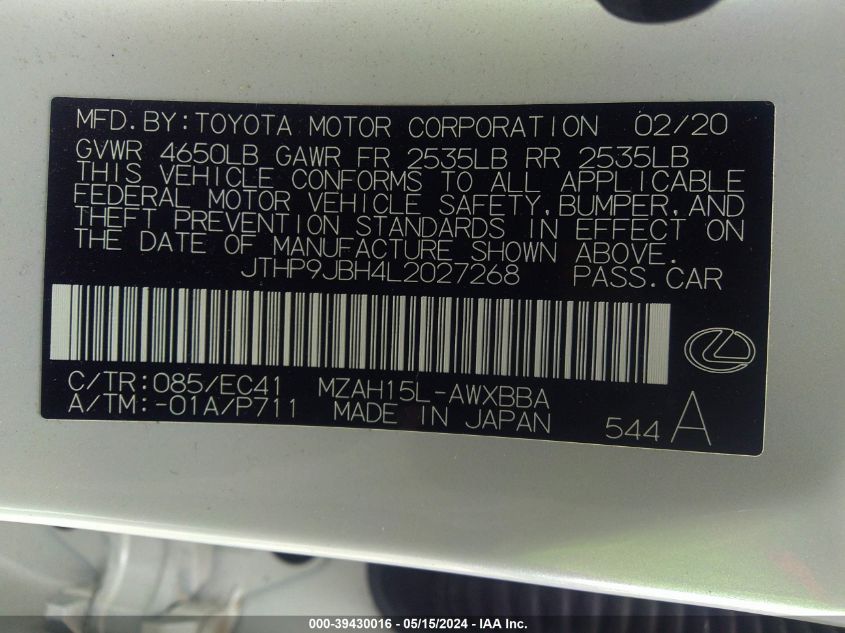 MFD.BY:TOYOTA MOTOR CORPORATION 02/20
GVWR 4650LB GAWR FR 2535LB RR 2535LB
THIS VEHICLE CONFORMS TO ALL APPLICABLE
FEDERAL MOTOR VEHICLE SAFETY,BUMPER,AND
THEFT PREVENTION STANDARDS IN EFFECT ON
THE DATE OF MANUFACTURE SHOWN ABOVE.
JTHP9JBH4L2027268 PASS.CAR
C/TR:085/EC41 MZAH15L-AWXBBA
A/TM:-01A/P711 MADE IN JAPAN 544 A
000-39430016 - 05/15/2024 - IAA Inc.